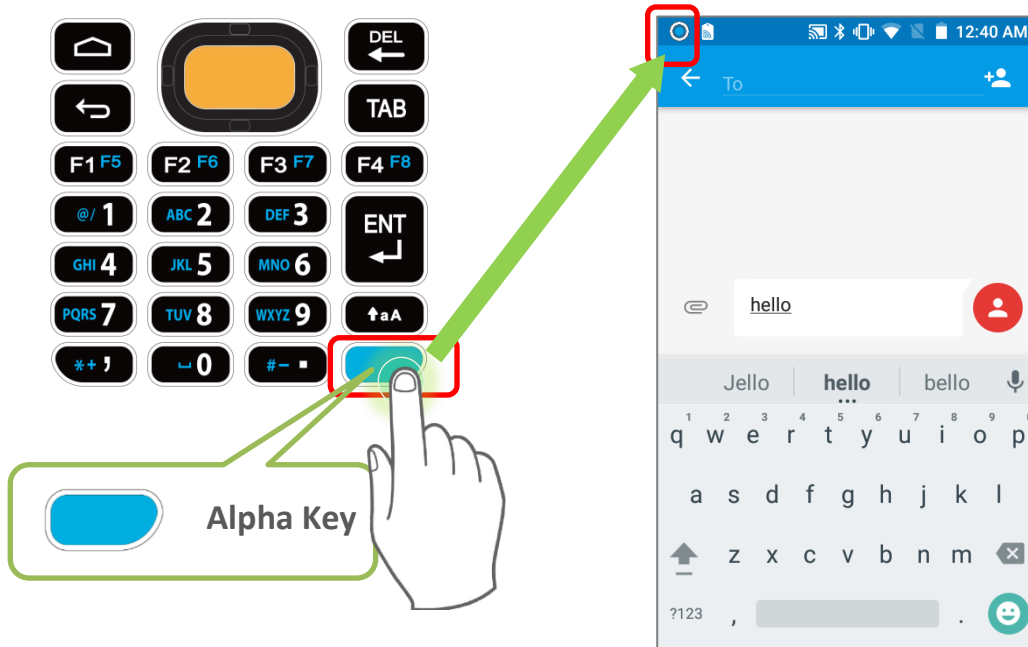 DEL
TAB
F1 F5 F2 F6 F3 F7 F4 F8
@/ 1 ABC 2 DEF 3 ENT
GHI 4 JKL 5 MNO 6
PQRS 7 TUV 8 WXYZ 9 aA
*+ , 0 #- .
Alpha Key
12:40 AM
To
hello
Jello hello bello
1 2 3 4 5 6 7 8 9
q w e r t y u i o p
a s d f g h j k l
z x c v b n m
?123 , .